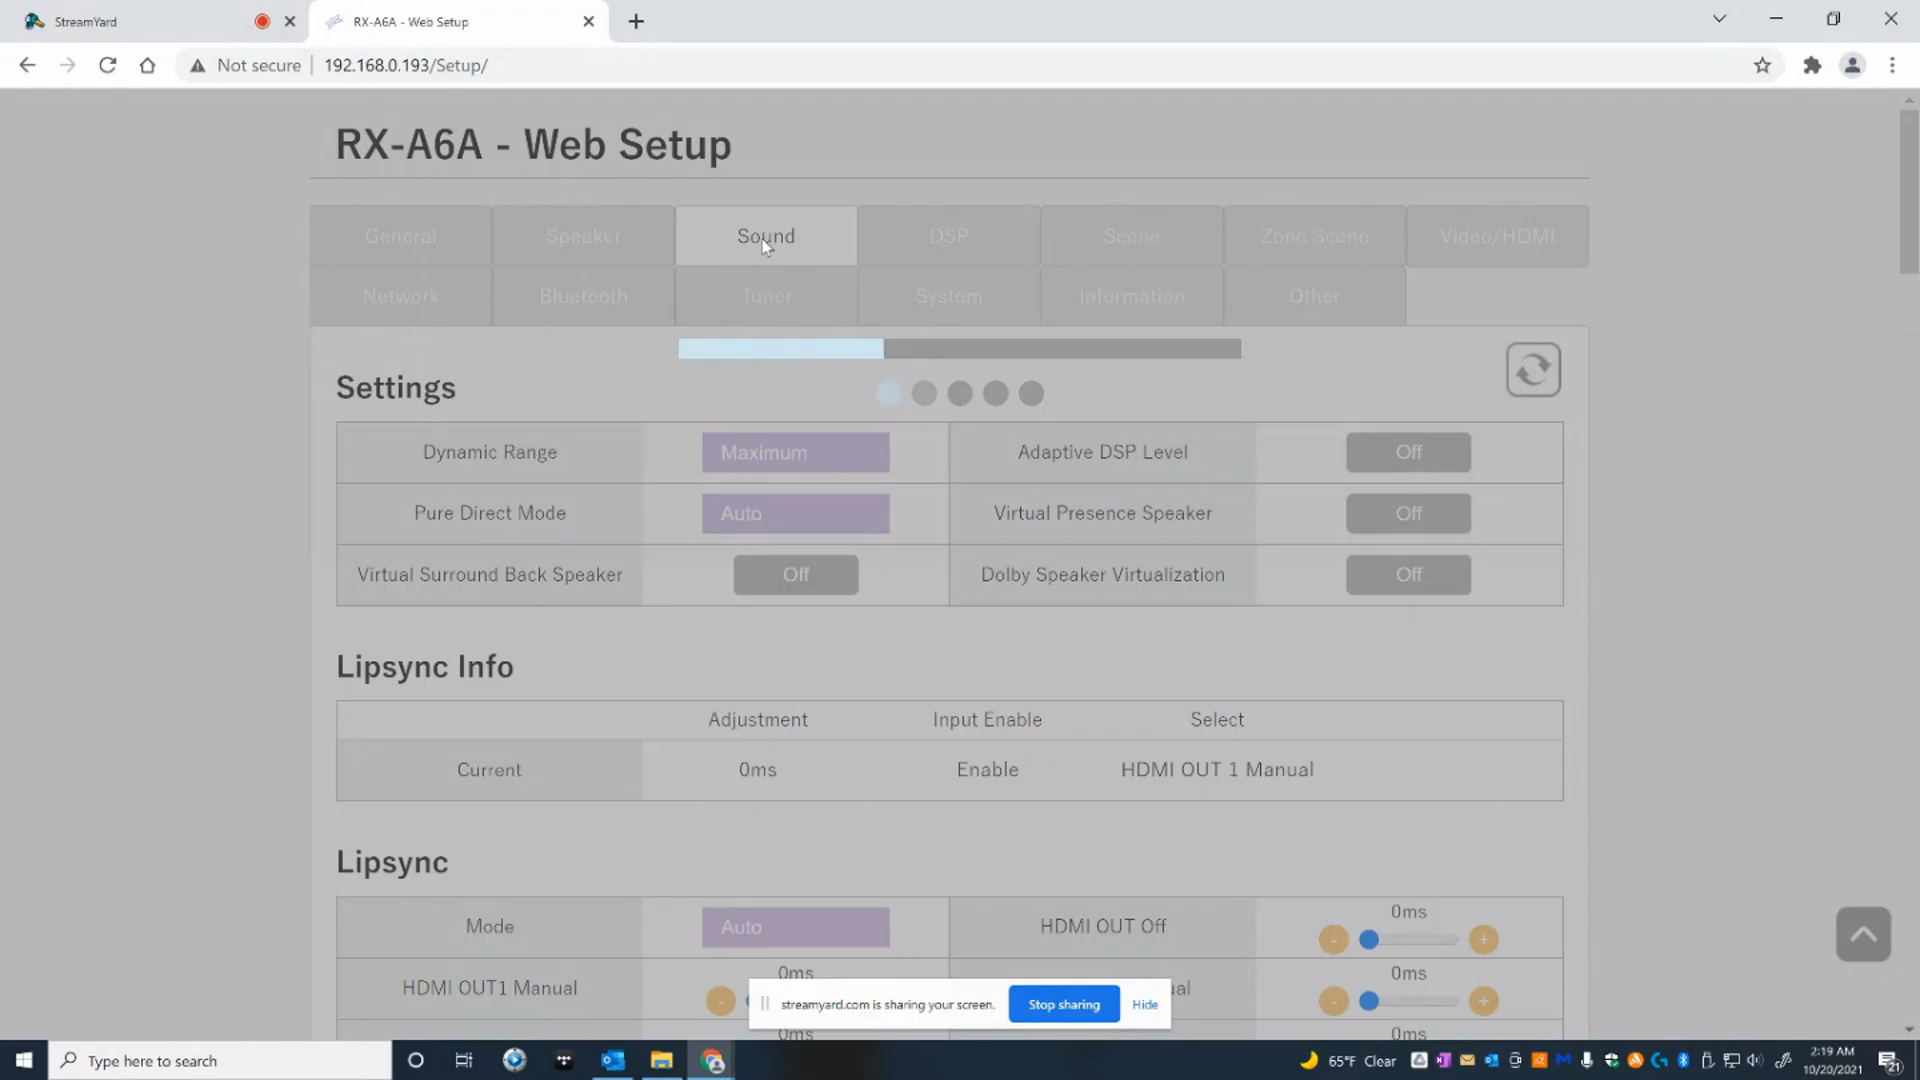 StreamYard
RX-A6A - Web Setup
Not secure
192.168.0.193/Setup/
RX-A6A - Web Setup
General
Speaker
Sound
DSP
Scene
Zone Scene
Video/HDMI
Network
Bluetooth
Tuner
System
Information
Other
Settings
Dynamic Range
Maximum
Adaptive DSP Level
Off
Pure Direct Mode
Auto
Virtual Presence Speaker
Off
Virtual Surround Back Speaker
Off
Dolby Speaker Virtualization
Off
Lipsync Info
Adjustment
Input Enable
Select
Current
0ms
Enable
HDMI OUT 1 Manual
Lipsync
Mode
Auto
HDMI OUT Off
0ms
- +
HDMI OUT1 Manual
0ms
-
0ms
- +
streamyard.com is sharing your screen.
Stop sharing
Hide
0ms
0ms
Type here to search
65°F Clear
2:19 AM
10/20/2021
21